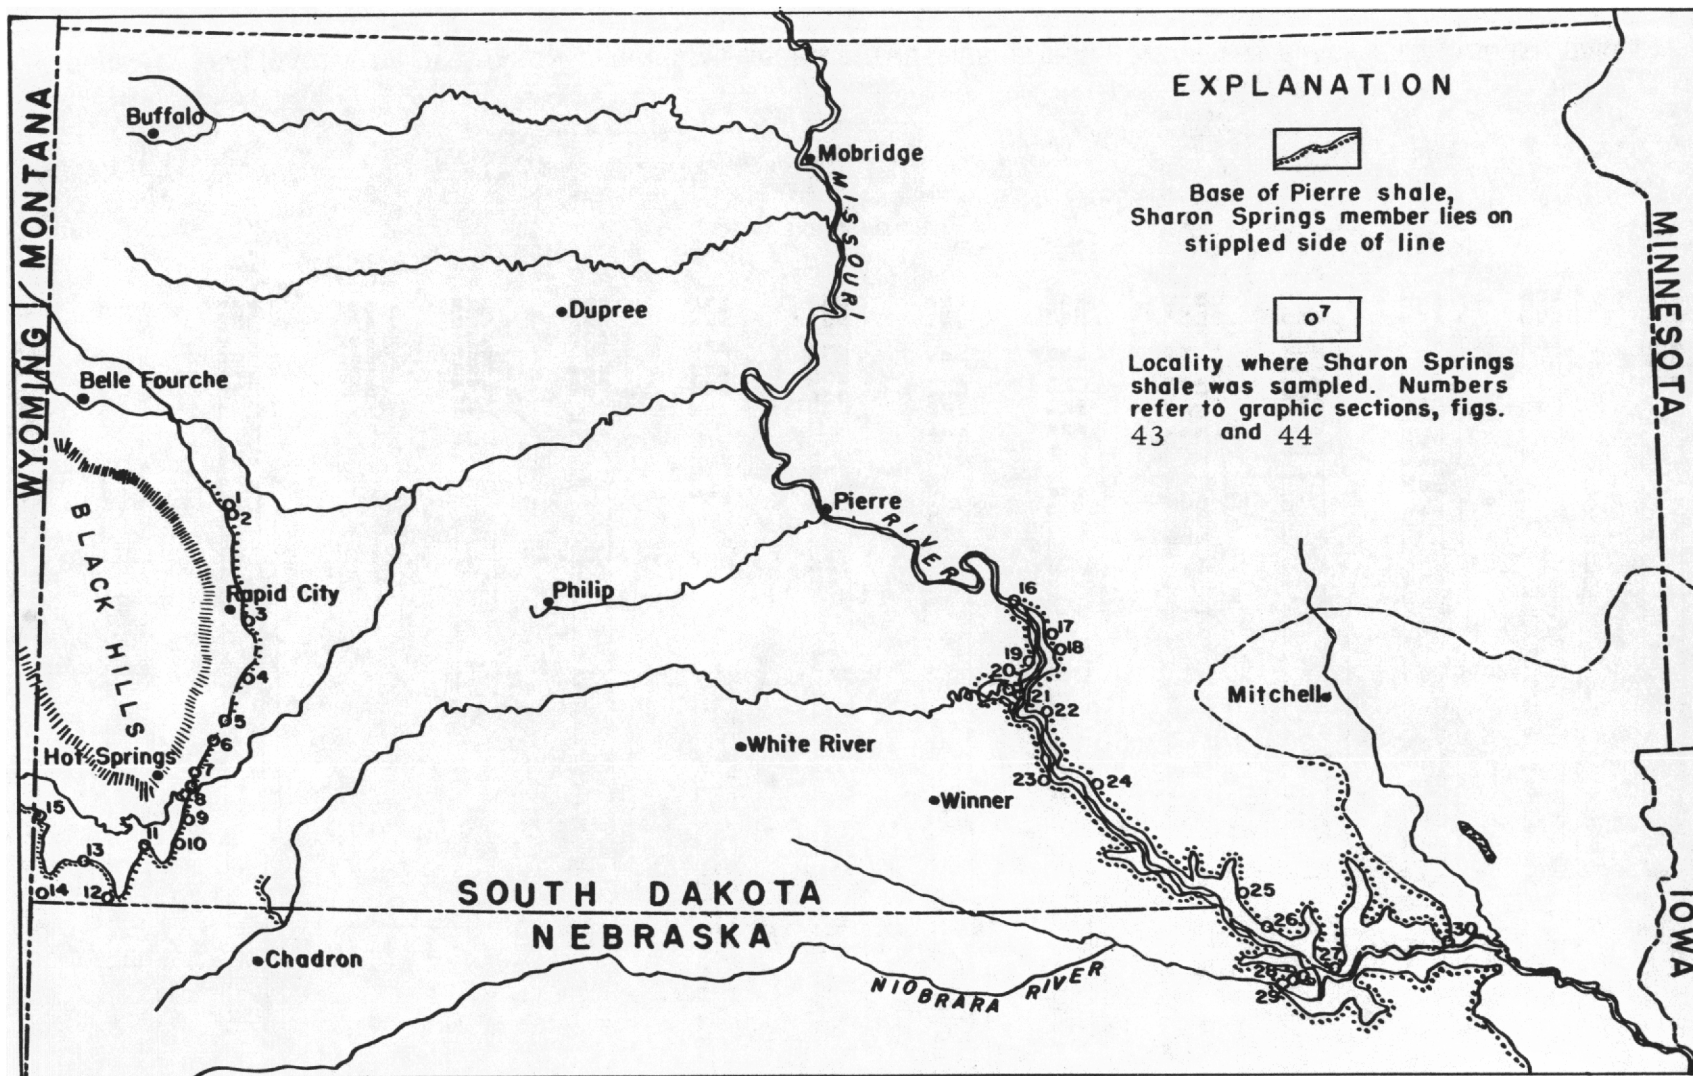 EXPLANATION
Base of Pierre shale,
Sharon Springs member lies on
stippled side of line
7
Locality where Sharon Springs
shale was sampled. Numbers
refer to graphic sections, figs.
43 and 44
MONTANA
WYOMING
MINNESOTA
IOWA
Buffalo
Mobridge
MISSOURI
Dupree
Belle Fourche
BLACK HILLS
Pierre
RIVER
Rapid City
Philip
Mitchell
Hot Springs
White River
Winner
SOUTH DAKOTA
NEBRASKA
Chadron
NIOBRARA RIVER
1
2
3
4
5
6
7
8
9
10
11
12
13
14
15
16
17
18
19
20
21
22
23
24
25
26
27
28
29
30